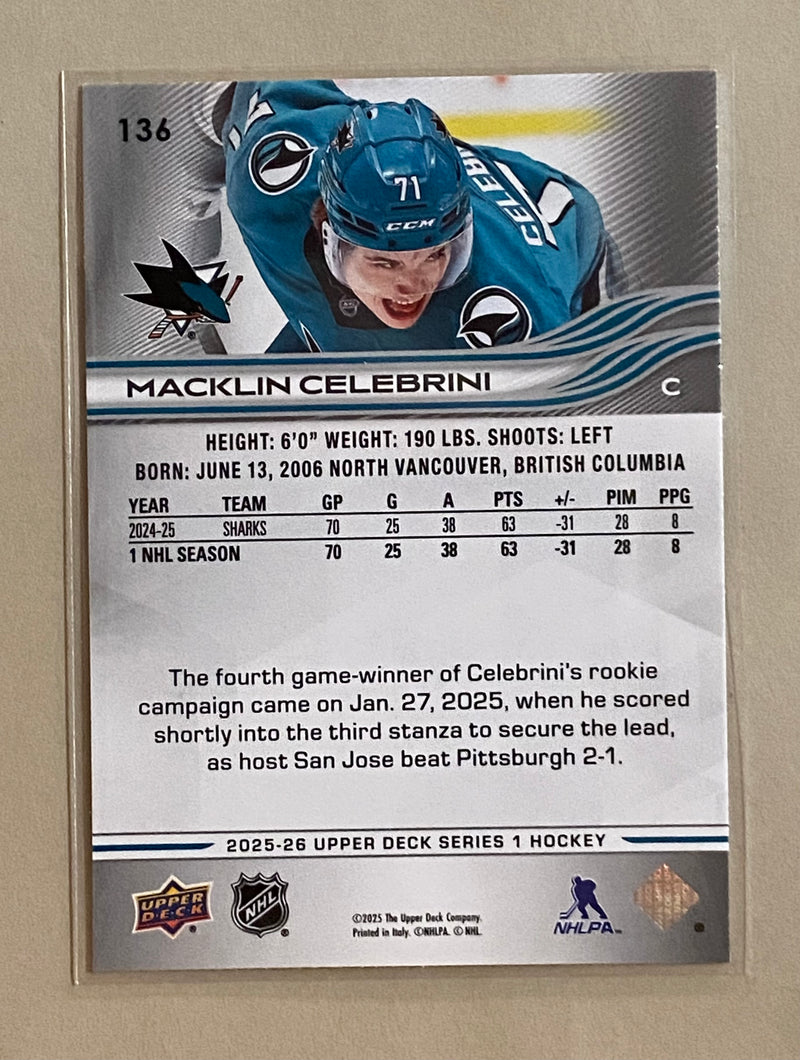 136
71
CCM
CELEBRI
MACKLIN CELEBRINI
C
HEIGHT: 6'0" WEIGHT: 190 LBS. SHOOTS: LEFT
BORN: JUNE 13, 2006 NORTH VANCOUVER, BRITISH COLUMBIA
YEAR TEAM GP G A PTS +/- PIM PPG
2024-25 SHARKS 70 25 38 63 -31 28 8
1 NHL SEASON 70 25 38 63 -31 28 8
The fourth game-winner of Celebrini's rookie
campaign came on Jan. 27, 2025, when he scored
shortly into the third stanza to secure the lead,
as host San Jose beat Pittsburgh 2-1.
2025-26 UPPER DECK SERIES 1 HOCKEY
UPPER
DECK
®
NHL
®
©2025 The Upper Deck Company.
Printed in Italy. ©NHLPA. © NHL.
NHLPA™